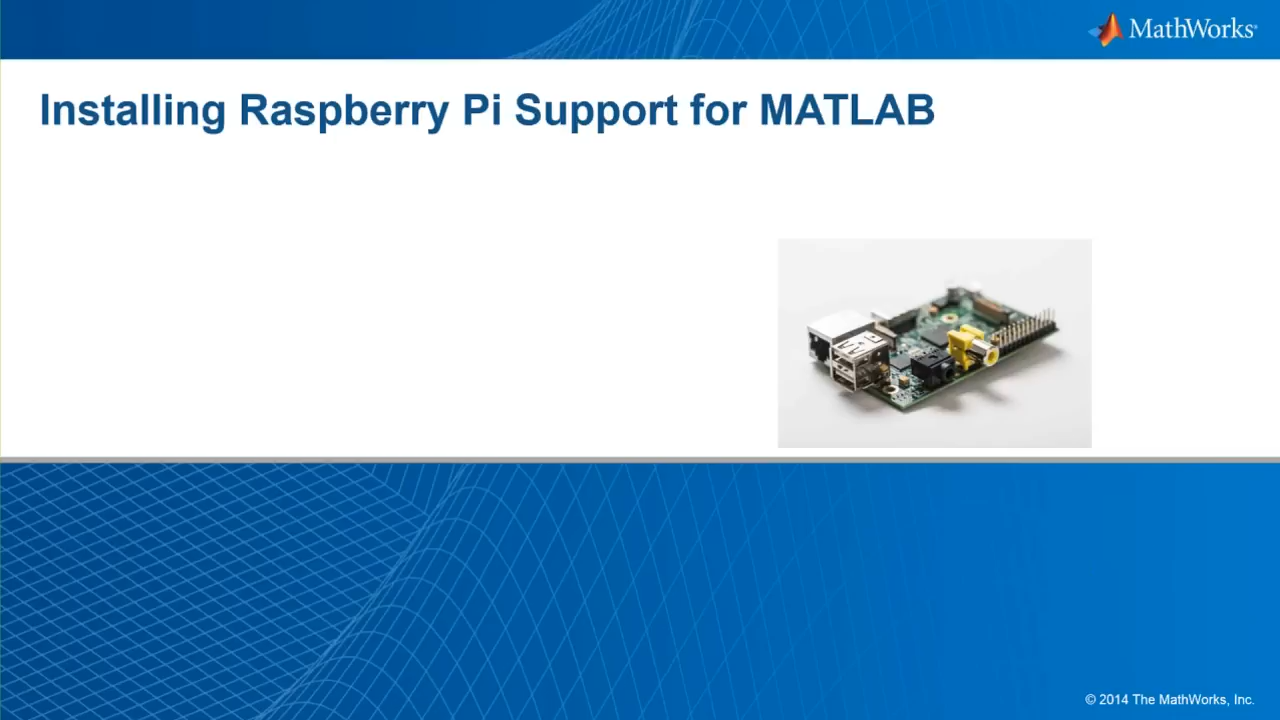 MathWorks®
Installing Raspberry Pi Support for MATLAB
© 2014 The MathWorks, Inc.